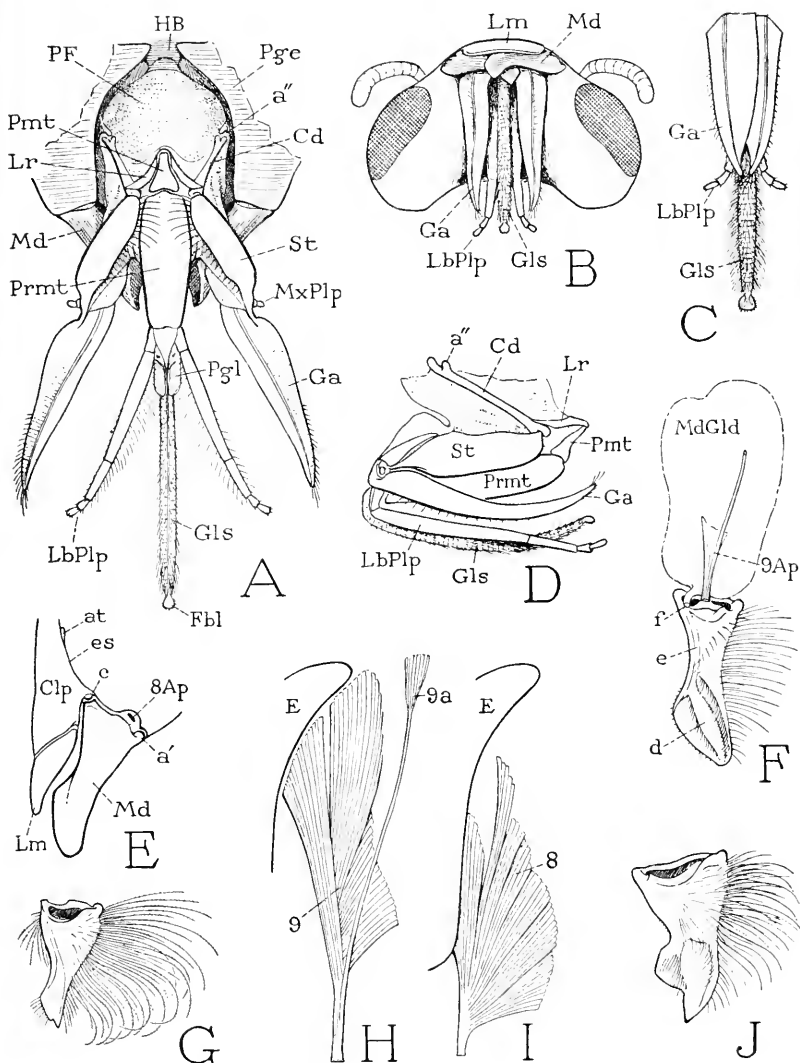 HB
PF
Pge
a"
Pmt
Cd
Lr
Md
St
Prmt
MxPlp
Pgl
Ga
LbPlp
Gls
Fbl
A
Lm
Md
Ga
LbPlp
Gls
B
Ga
LbPlp
Gls
C
a"
Cd
Lr
St
Pmt
Prmt
Ga
LbPlp
Gls
D
at
es
Clp
c
8Ap
a'
Md
Lm
E
MdGld
9Ap
f
e
d
F
G
E
9a
9
H
E
8
I
J